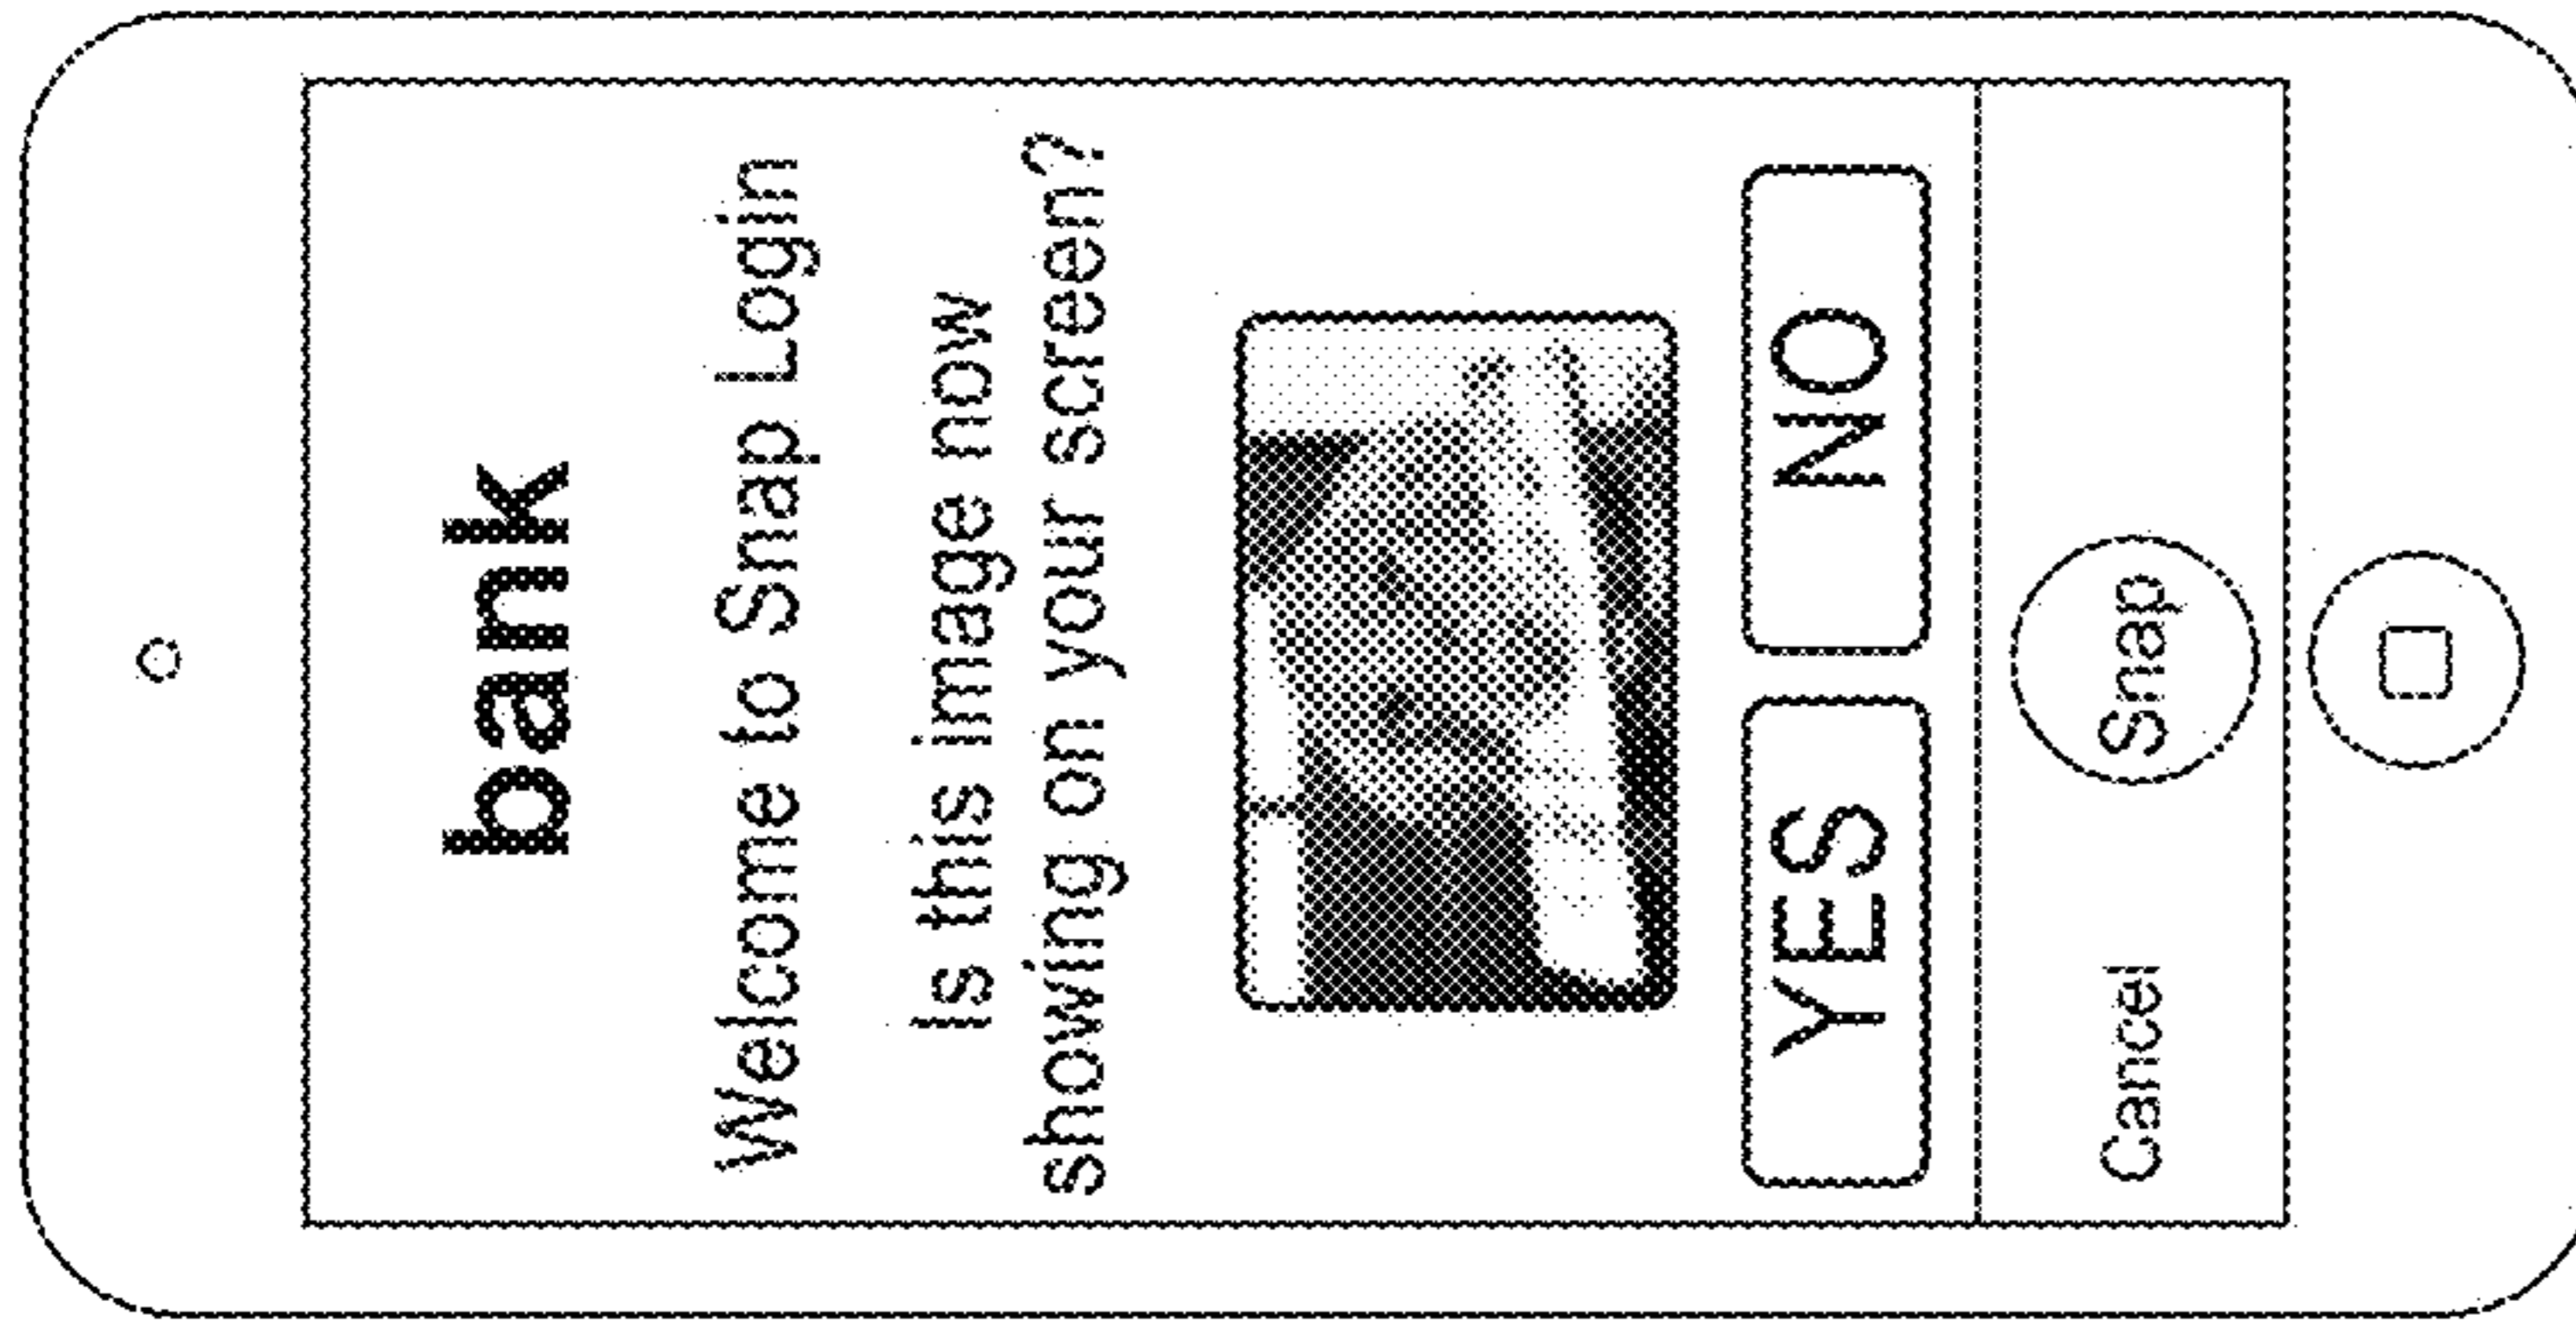 bank
Welcome to Snap Login
Is this image now
showing on your screen?
YES NO
Cancel Snap